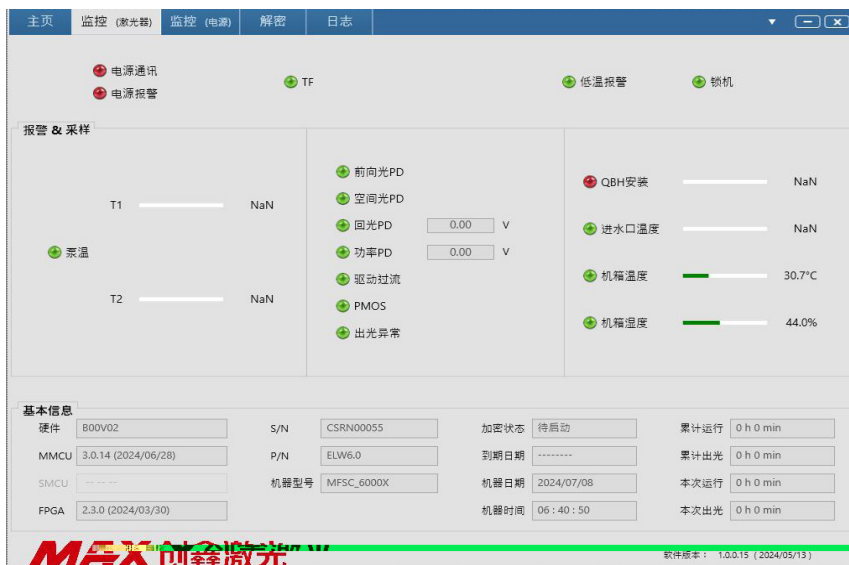 主页 监控 (激光器) 监控 (电源) 解密 日志
电源通讯
电源报警
TF
低温报警
锁机
报警 & 采样
T1 NaN
泵温
T2 NaN
前向光PD
空间光PD
回光PD 0.00 V
功率PD 0.00 V
驱动过流
PMOS
出光异常
QBH安装 NaN
进水口温度 NaN
机箱温度 30.7°C
机箱湿度 44.0%
基本信息
硬件 B00V02 S/N CSRN00055 加密状态 待启动 累计运行 0 h 0 min
MMCU 3.0.14 (2024/06/28) P/N ELW6.0 到期日期 -------- 累计出光 0 h 0 min
SMCU -- -- -- 机器型号 MFSC_6000X 机器日期 2024/07/08 本次运行 0 h 0 min
FPGA 2.3.0 (2024/03/30) 机器时间 06 : 40 : 50 本次出光 0 h 0 min
创鑫激光
软件版本： 1.0.0.15 ( 2024/05/13 )